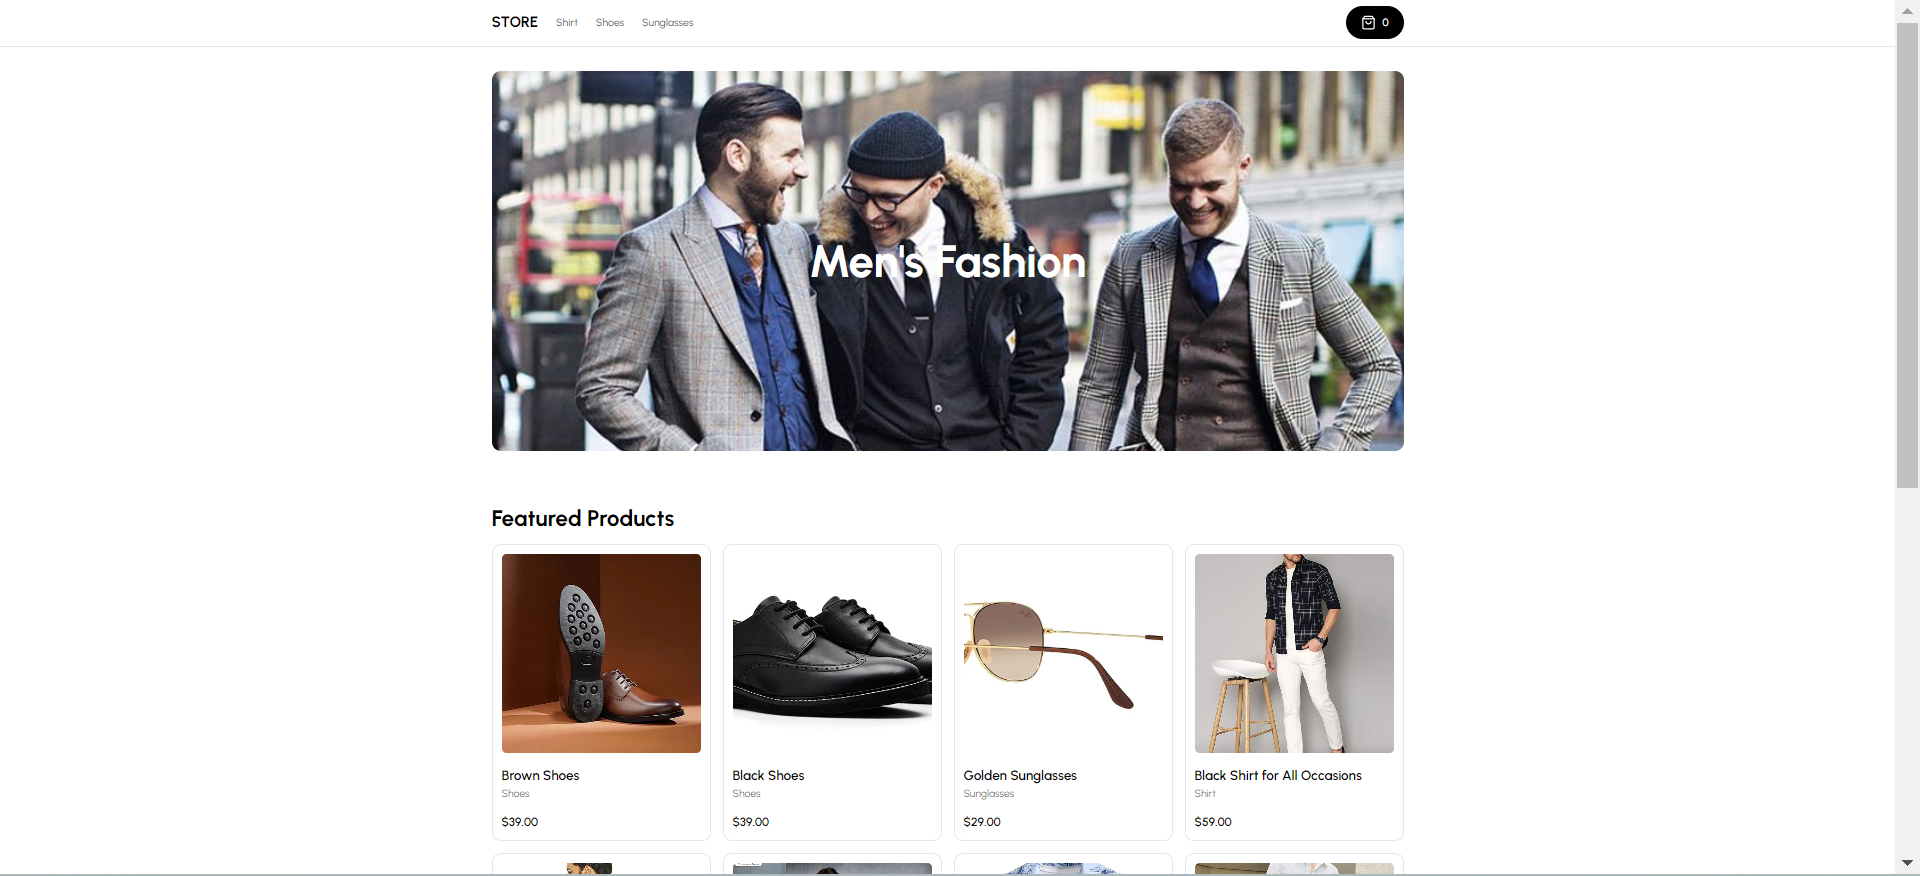 STORE
Shirt
Shoes
Sunglasses
0
Men's Fashion
Featured Products
Brown Shoes
Shoes
$39.00
Black Shoes
Shoes
$39.00
Golden Sunglasses
Sunglasses
$29.00
Black Shirt for All Occasions
Shirt
$59.00